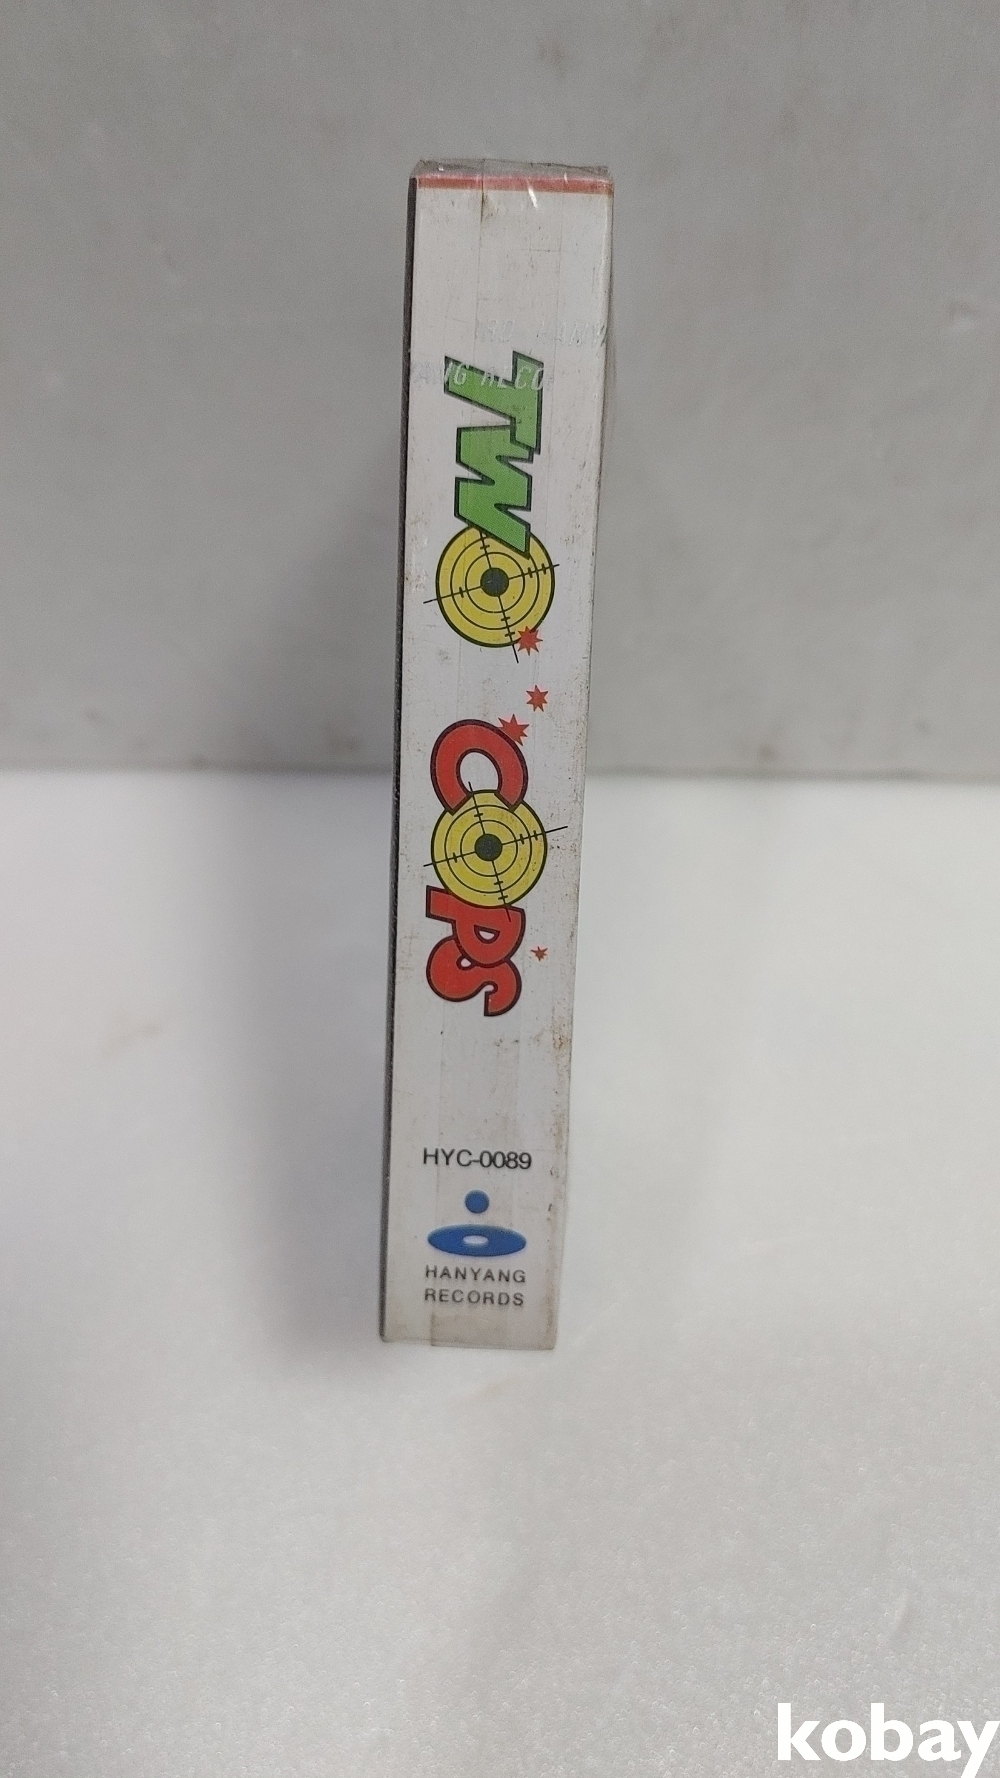 TWO COPS
HYC-0089
HANYANG
RECORDS
kobay